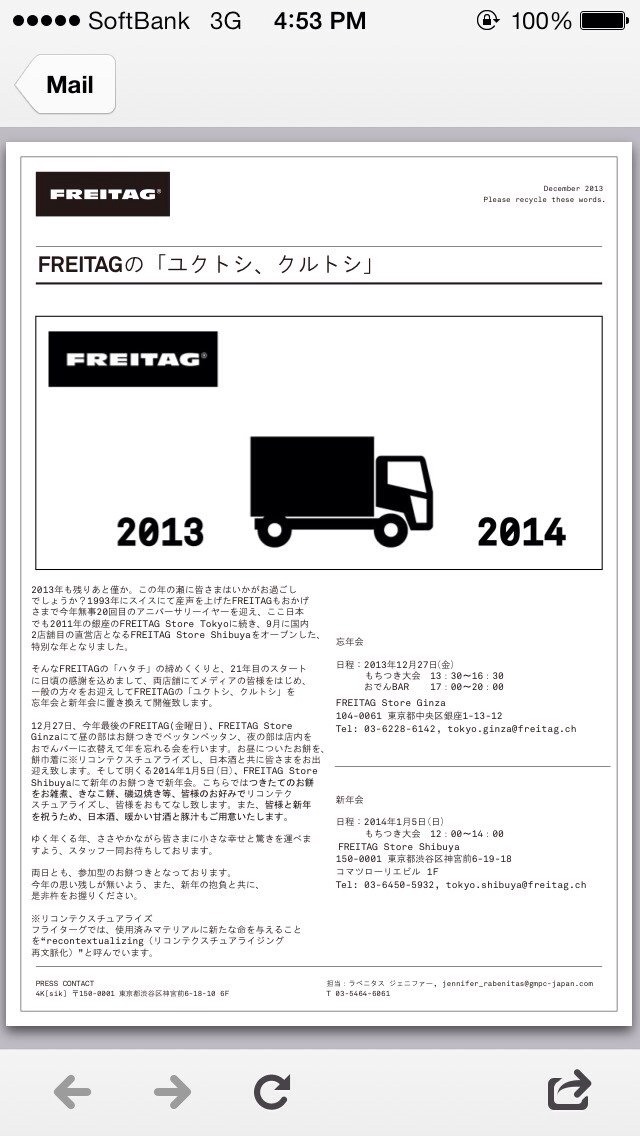 SoftBank 3G 4:53 PM 100%
Mail
FREITAG®
December 2013
Please recycle these words.
FREITAGの「ユクトシ、クルトシ」
FREITAG®
2013 2014
2013年も残りあと僅か。この年の瀬に皆さまはいかがお過ごし
でしょうか？1993年にスイスにて産声を上げたFREITAGもおかげ
さまで今年無事20回目のアニバーサリーイヤーを迎え、ここ日本
でも2011年の銀座のFREITAG Store Tokyoに続き、9月に国内
2店舗目の直営店となるFREITAG Store Shibuyaをオープンした、
特別な年となりました。
そんなFREITAGの「ハタチ」の締めくくりと、21年目のスタート
に日頃の感謝を込めまして、両店舗にてメディアの皆様をはじめ、
一般の方々をお迎えしてFREITAGの「ユクトシ、クルトシ」を
忘年会と新年会に置き換えて開催致します。
12月27日、今年最後のFREITAG(金曜日)、FREITAG Store
Ginzaにて昼の部はお餅つきでペッタンペッタン、夜の部は店内を
おでんバーに衣替えて年を忘れる会を行います。お昼についたお餅を、
餅巾着に※リコンテクスチュアライズし、日本酒と共に皆さまをお出
迎え致します。そして明くる2014年1月5日(日)、FREITAG Store
Shibuyaにて新年のお餅つきで新年会。こちらではつきたてのお餅
をお雑煮、きなこ餅、磯辺焼き等、皆様のお好みでリコンテク
スチュアライズし、皆様をおもてなし致します。また、皆様と新年
を祝うため、日本酒、暖かい甘酒と豚汁もご用意いたします。
ゆく年くる年、ささやかながら皆さまに小さな幸せと驚きを運べま
すよう、スタッフ一同お待ちしております。
両日とも、参加型のお餅つきとなっております。
今年の思い残しが無いよう、また、新年の抱負と共に、
是非杵をお握りください。
※リコンテクスチュアライズ
フライターグでは、使用済みマテリアルに新たな命を与えること
を“recontextualizing（リコンテクスチュアライジング
再文脈化）”と呼んでいます。
忘年会
日程：2013年12月27日(金)
もちつき大会 13：30〜16：30
おでんBAR 17：00〜20：00
FREITAG Store Ginza
104-0061 東京都中央区銀座1-13-12
Tel: 03-6228-6142, tokyo.ginza@freitag.ch
新年会
日程：2014年1月5日(日)
もちつき大会 12：00〜14：00
FREITAG Store Shibuya
150-0001 東京都渋谷区神宮前6-19-18
コマツローリエビル 1F
Tel: 03-6450-5932, tokyo.shibuya@freitag.ch
PRESS CONTACT
4K[sik] 〒150-0001 東京都渋谷区神宮前6-18-10 6F
担当：ラベニタス ジェニファー, jennifer_rabenitas@gmpc-japan.com
T 03-5464-6061